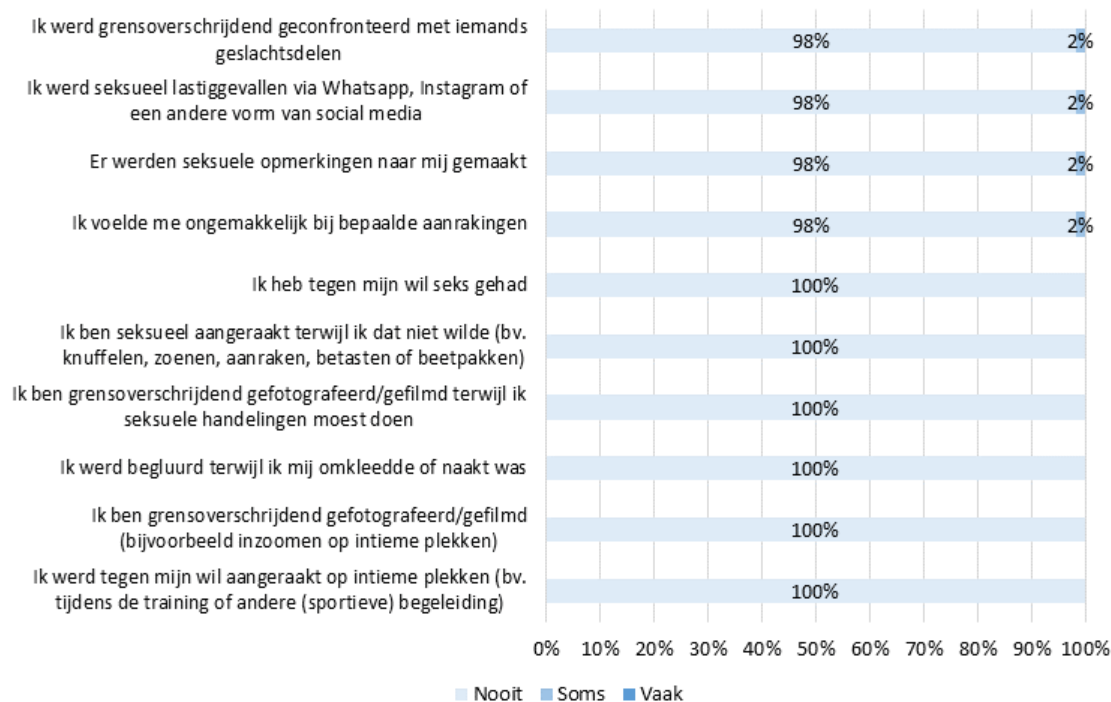 Ik werd grensoverschrijdend geconfronteerd met iemands
geslachtsdelen
98% 2%
Ik werd seksueel lastiggevallen via Whatsapp, Instagram of
een andere vorm van social media
98% 2%
Er werden seksuele opmerkingen naar mij gemaakt
98% 2%
Ik voelde me ongemakkelijk bij bepaalde aanrakingen
98% 2%
Ik heb tegen mijn wil seks gehad
100%
Ik ben seksueel aangeraakt terwijl ik dat niet wilde (bv.
knuffelen, zoenen, aanraken, betasten of beetpakken)
100%
Ik ben grensoverschrijdend gefotografeerd/gefilmd terwijl ik
seksuele handelingen moest doen
100%
Ik werd begluurd terwijl ik mij omkleedde of naakt was
100%
Ik ben grensoverschrijdend gefotografeerd/gefilmd
(bijvoorbeeld inzoomen op intieme plekken)
100%
Ik werd tegen mijn wil aangeraakt op intieme plekken (bv.
tijdens de training of andere (sportieve) begeleiding)
100%
0% 10% 20% 30% 40% 50% 60% 70% 80% 90% 100%
Nooit Soms Vaak